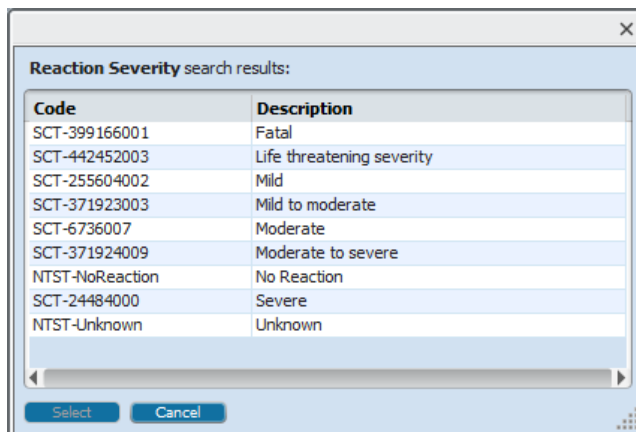 Reaction Severity search results:
Code Description
SCT-399166001 Fatal
SCT-442452003 Life threatening severity
SCT-255604002 Mild
SCT-371923003 Mild to moderate
SCT-6736007 Moderate
SCT-371924009 Moderate to severe
NTST-NoReaction No Reaction
SCT-24484000 Severe
NTST-Unknown Unknown
Select Cancel